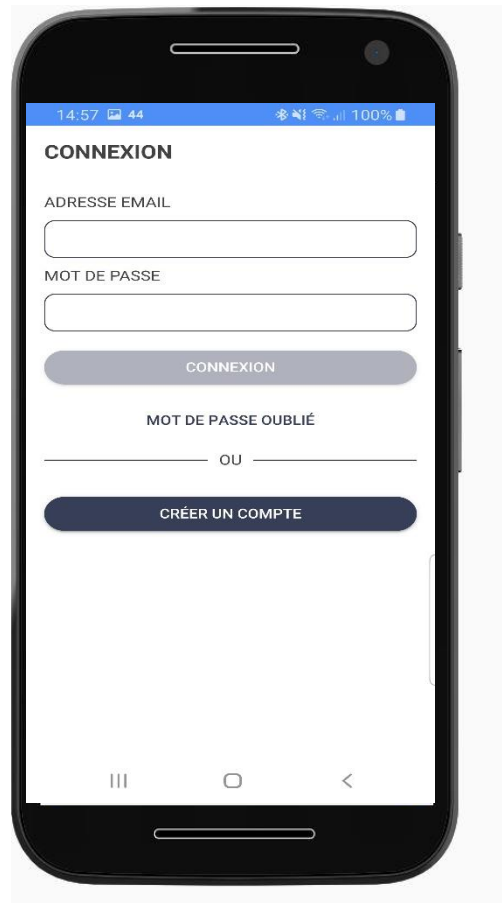 14:57 44 100%
CONNEXION
ADRESSE EMAIL
MOT DE PASSE
CONNEXION
MOT DE PASSE OUBLIÉ
OU
CRÉER UN COMPTE